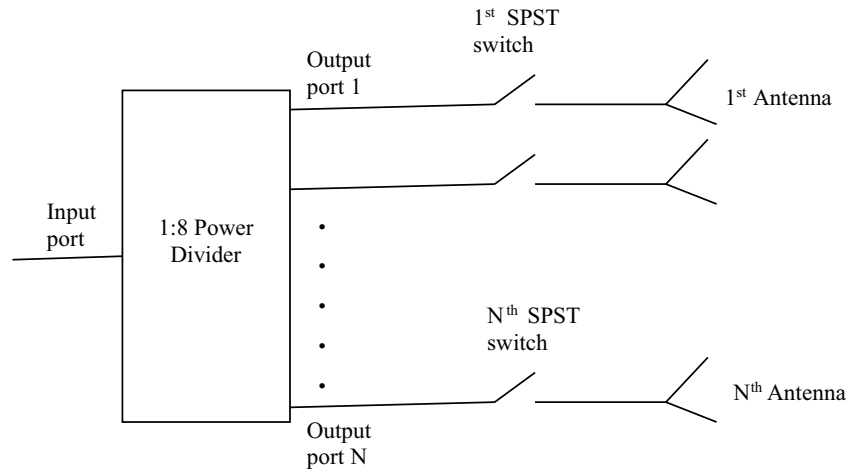 1st SPST
switch
Output
port 1
1st Antenna
Input
port
1:8 Power
Divider
Nth SPST
switch
Nth Antenna
Output
port N